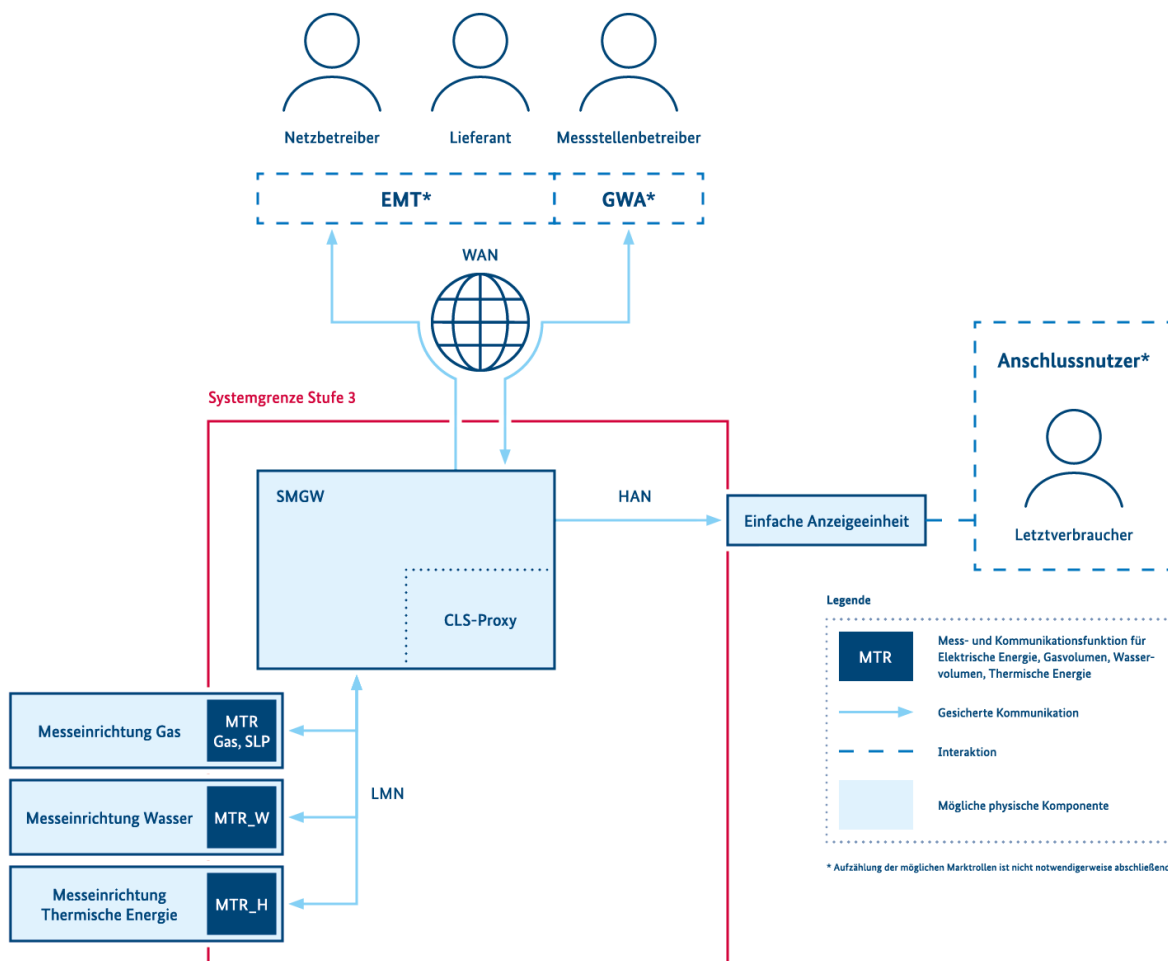 Netzbetreiber
Lieferant
Messstellenbetreiber
EMT*
GWA*
WAN
Anschlussnutzer*
Letztverbraucher
Systemgrenze Stufe 3
SMGW
HAN
Einfache Anzeigeeinheit
CLS-Proxy
Messeinrichtung Gas
MTR
Gas, SLP
LMN
Messeinrichtung Wasser
MTR_W
Messeinrichtung
Thermische Energie
MTR_H
Legende
MTR
Mess- und Kommunikationsfunktion für
Elektrische Energie, Gasvolumen, Wasser-
volumen, Thermische Energie
Gesicherte Kommunikation
Interaktion
Mögliche physische Komponente
* Aufzählung der möglichen Marktrollen ist nicht notwendigerweise abschließend